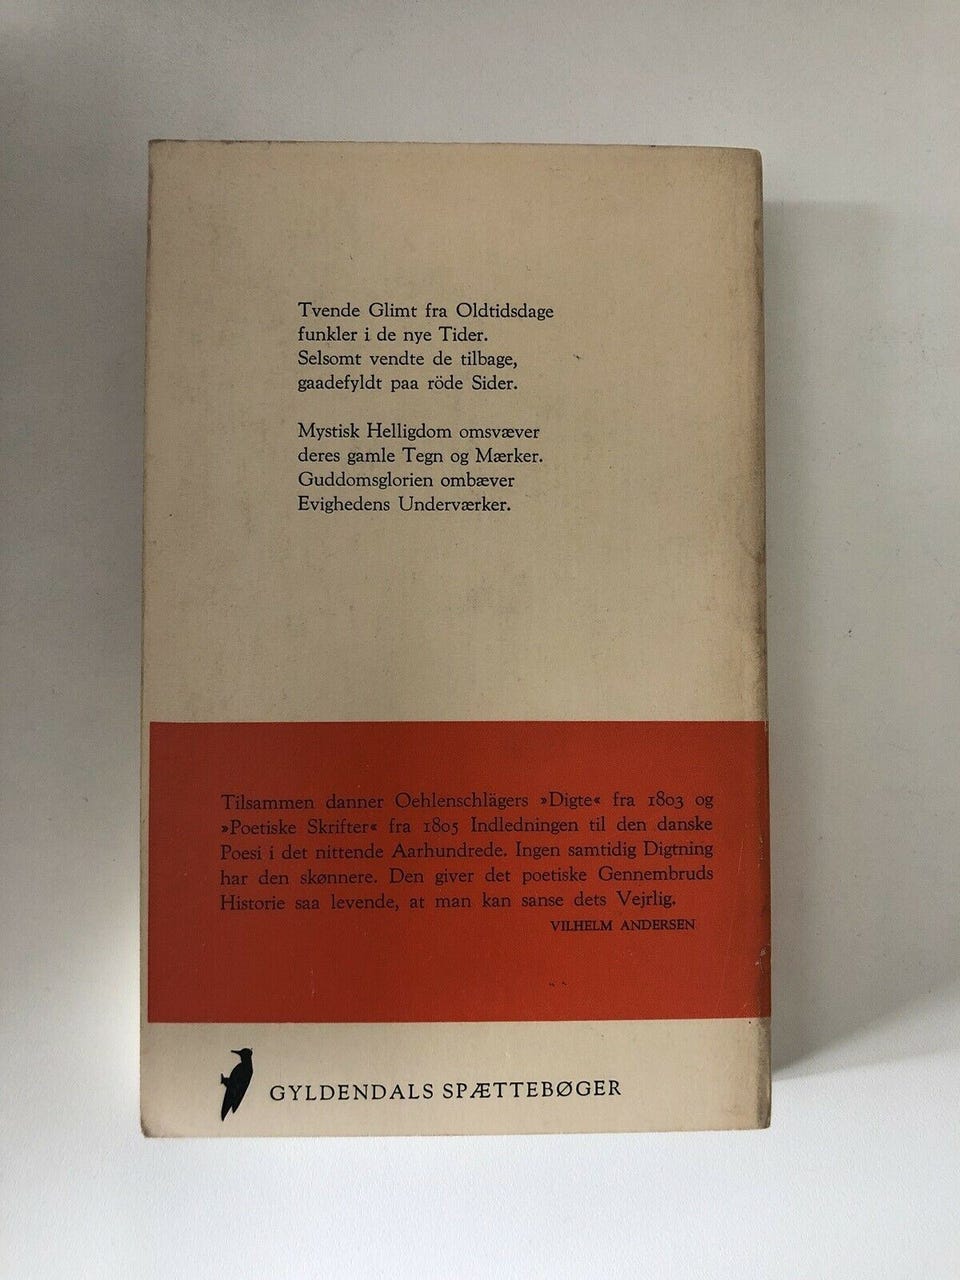 Tvende Glimt fra Oldtidsdage
funkler i de nye Tider.
Selsomt vendte de tilbage,
gaadefyldt paa röde Sider.
Mystisk Helligdom omsvæver
deres gamle Tegn og Mærker.
Guddomsglorien ombæver
Evighedens Underværker.
Tilsammen danner Oehlenschlägers »Digte« fra 1803 og
»Poetiske Skrifter« fra 1805 Indledningen til den danske
Poesi i det nittende Aarhundrede. Ingen samtidig Digtning
har den skønnere. Den giver det poetiske Gennembruds
Historie saa levende, at man kan sanse dets Vejrlig.
VILHELM ANDERSEN
GYLDENDALS SPÆTTEBØGER